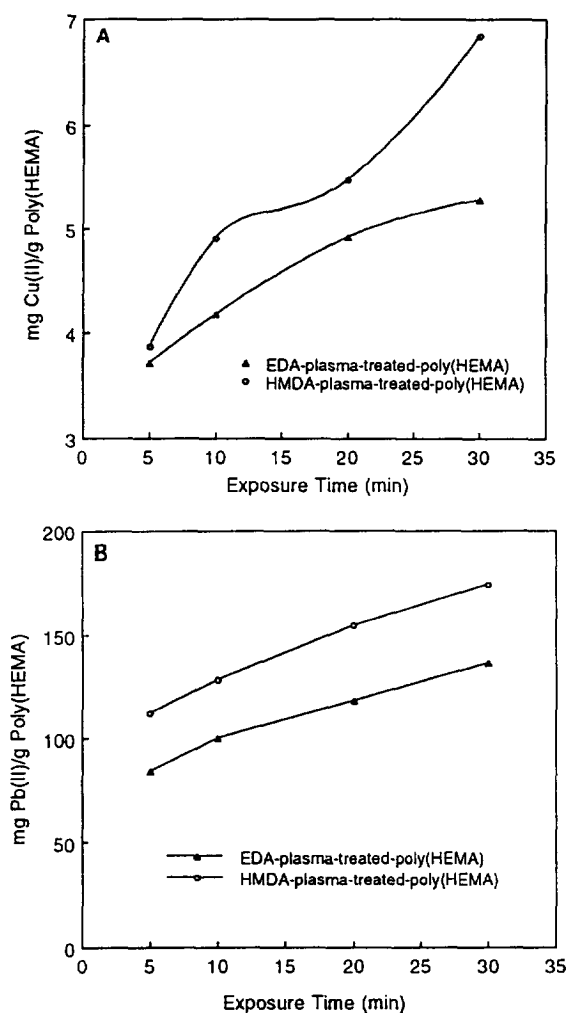 A
7
6
5
4
3
mg Cu(II)/g Poly(HEMA)
EDA-plasma-treated-poly(HEMA)
HMDA-plasma-treated-poly(HEMA)
0 5 10 15 20 25 30 35
Exposure Time (min)
B
200
150
100
50
0
mg Pb(II)/g Poly(HEMA)
EDA-plasma-treated-poly(HEMA)
HMDA-plasma-treated-poly(HEMA)
0 5 10 15 20 25 30 35
Exposure Time (min)